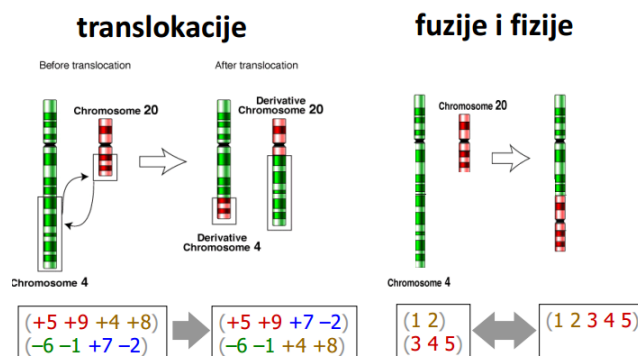 translokacije
Before translocation
After translocation
Chromosome 20
Derivative
Chromosome 20
Derivative
Chromosome 4
Chromosome 4
(+5 +9 +4 +8)
(−6 −1 +7 −2)
(+5 +9 +7 −2)
(−6 −1 +4 +8)
fuzije i fizije
Chromosome 20
Chromosome 4
(1 2)
(3 4 5)
(1 2 3 4 5)